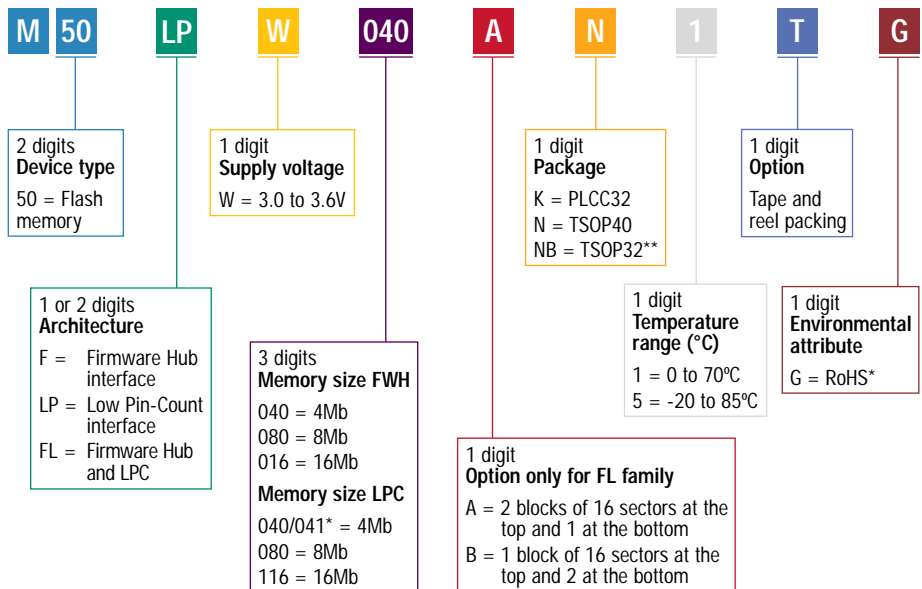 M 50 LP W 040 A N 1 T G
2 digits
Device type
50 = Flash
memory
1 digit
Supply voltage
W = 3.0 to 3.6V
1 digit
Package
K = PLCC32
N = TSOP40
NB = TSOP32**
1 digit
Option
Tape and
reel packing
1 or 2 digits
Architecture
F = Firmware Hub
interface
LP = Low Pin-Count
interface
FL = Firmware Hub
and LPC
3 digits
Memory size FWH
040 = 4Mb
080 = 8Mb
016 = 16Mb
Memory size LPC
040/041* = 4Mb
080 = 8Mb
116 = 16Mb
1 digit
Temperature
range (°C)
1 = 0 to 70ºC
5 = -20 to 85ºC
1 digit
Environmental
attribute
G = RoHS*
1 digit
Option only for FL family
A = 2 blocks of 16 sectors at the
top and 1 at the bottom
B = 1 block of 16 sectors at the
top and 2 at the bottom